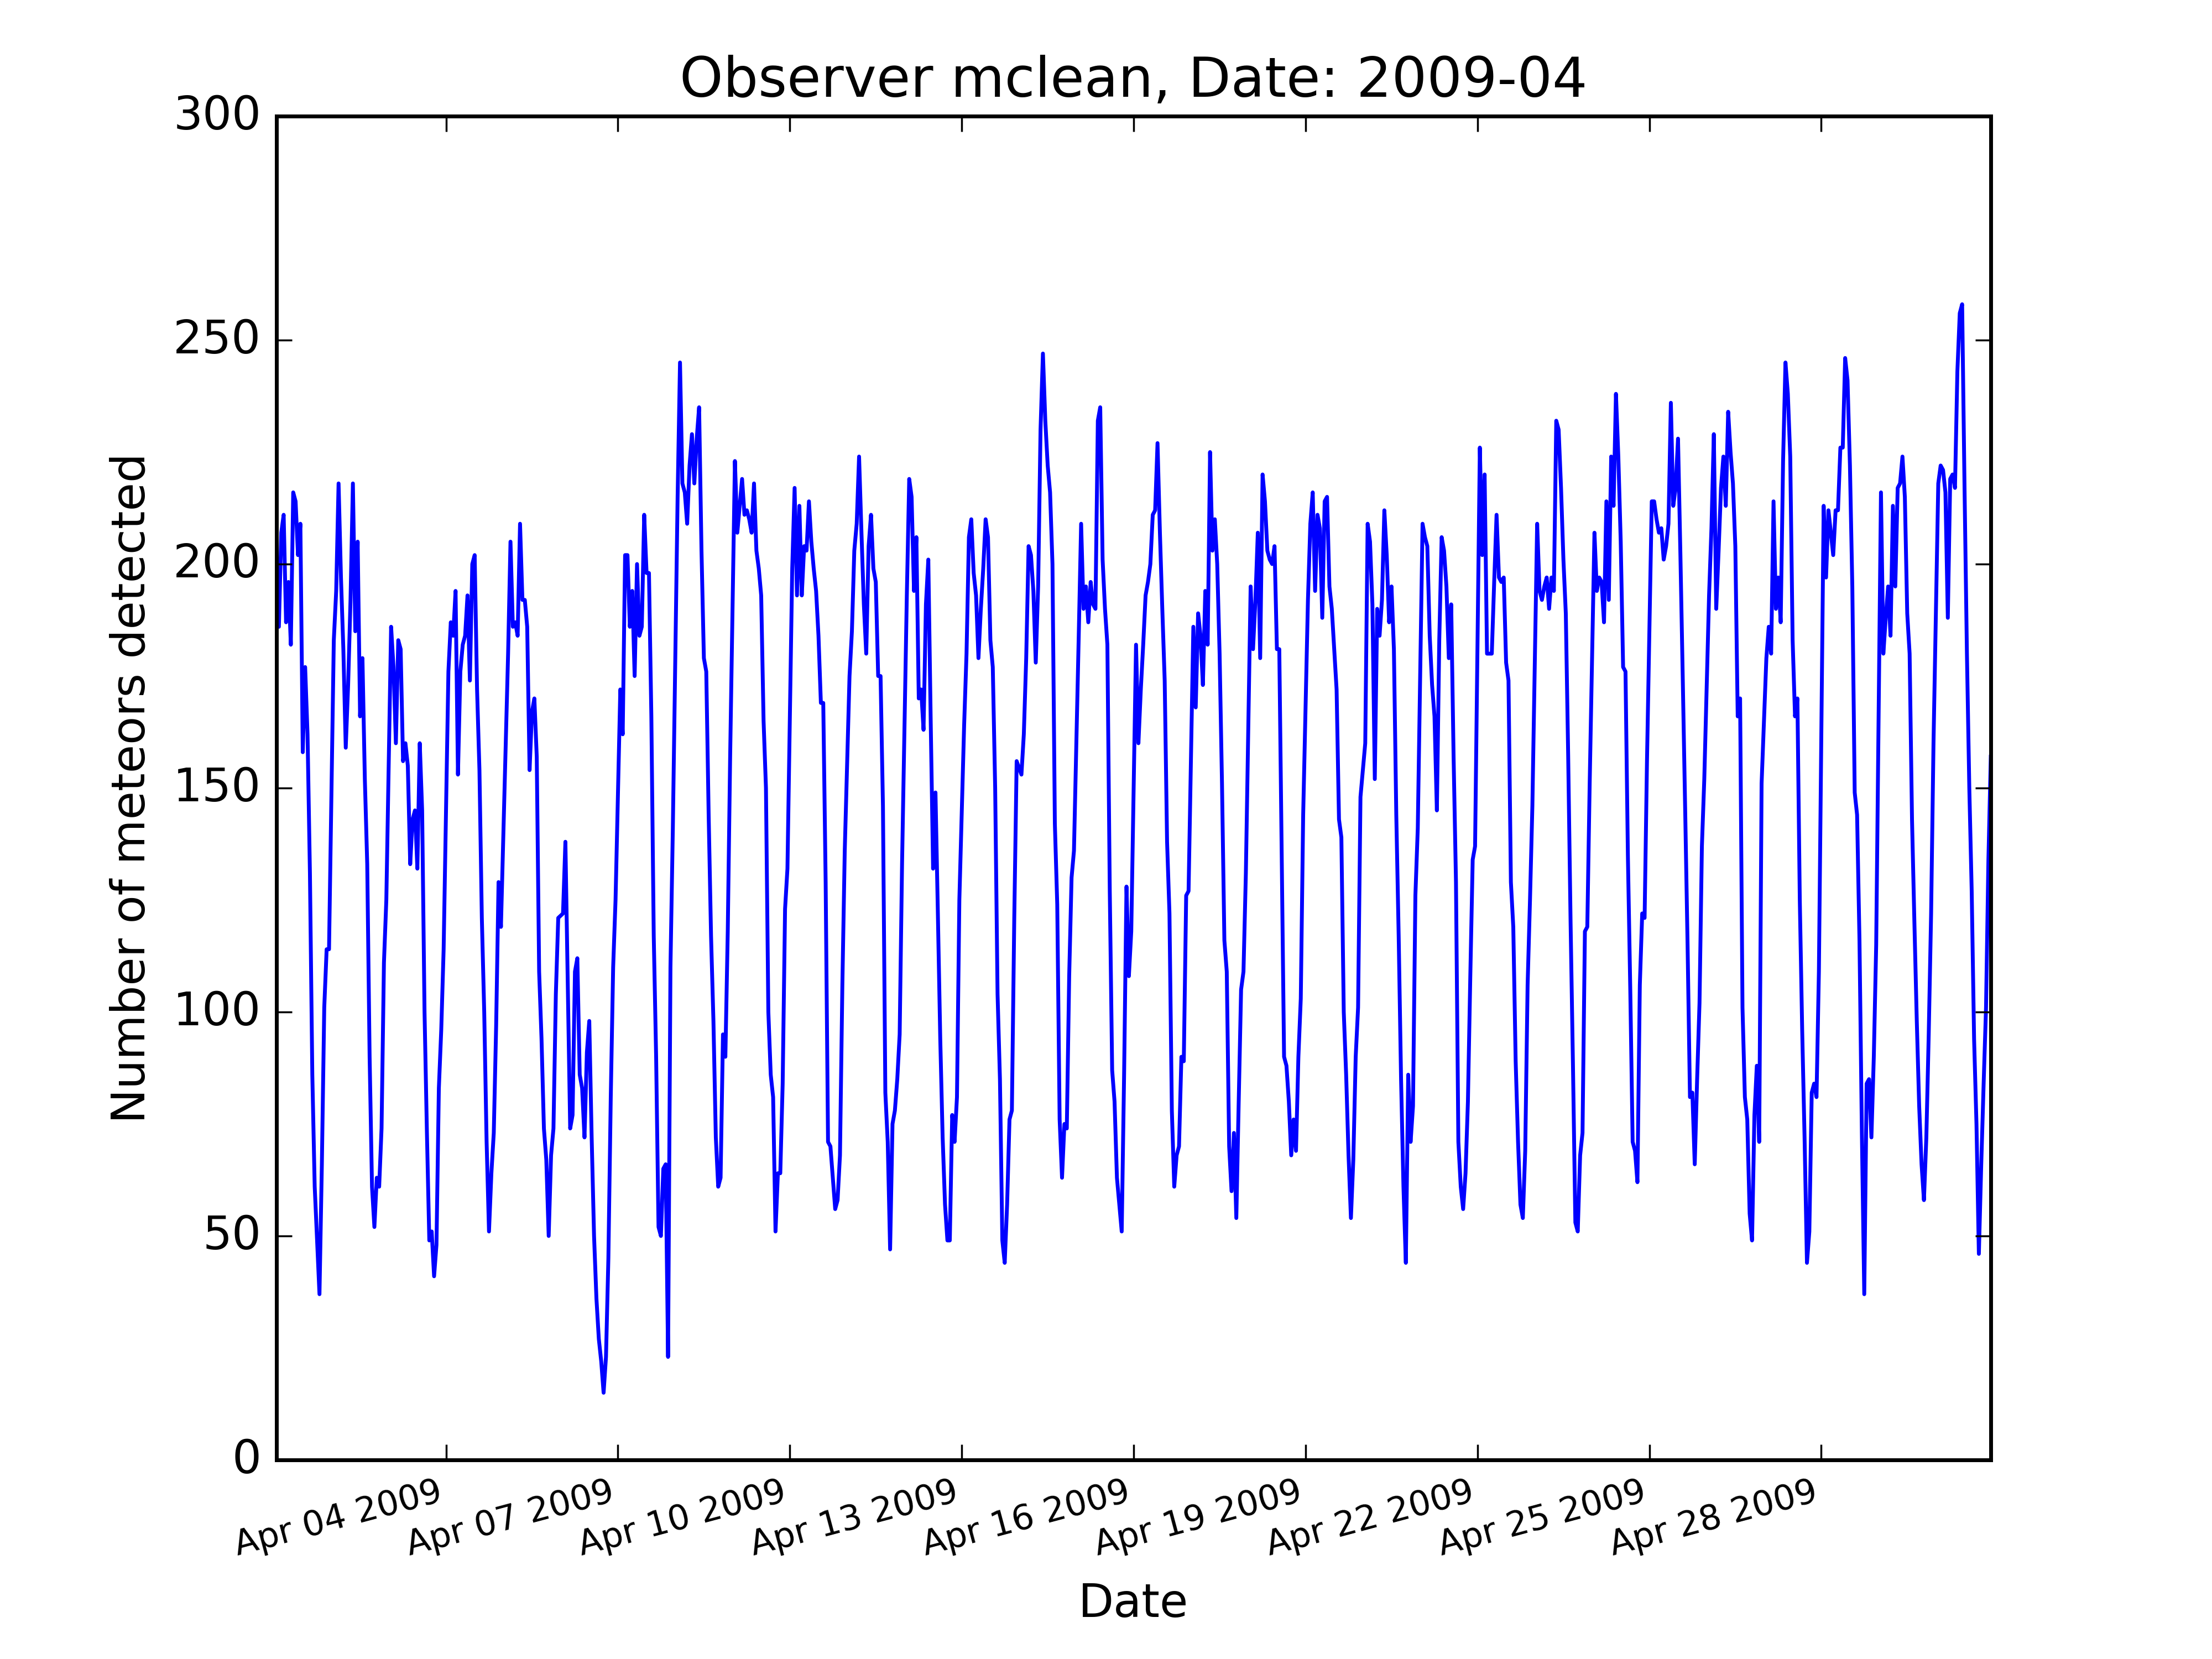 Observer mclean, Date: 2009-04
Number of meteors detected
300
250
200
150
100
50
0
Apr 04 2009
Apr 07 2009
Apr 10 2009
Apr 13 2009
Apr 16 2009
Apr 19 2009
Apr 22 2009
Apr 25 2009
Apr 28 2009
Date